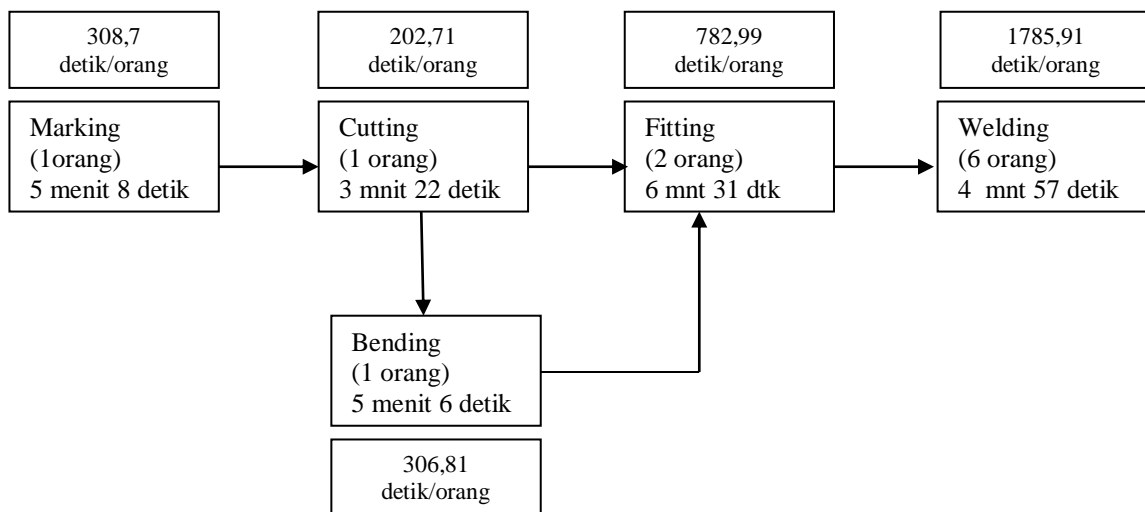 308,7
detik/orang
202,71
detik/orang
782,99
detik/orang
1785,91
detik/orang
Marking
(1orang)
5 menit 8 detik
Cutting
(1 orang)
3 mnit 22 detik
Fitting
(2 orang)
6 mnt 31 dtk
Welding
(6 orang)
4 mnt 57 detik
Bending
(1 orang)
5 menit 6 detik
306,81
detik/orang